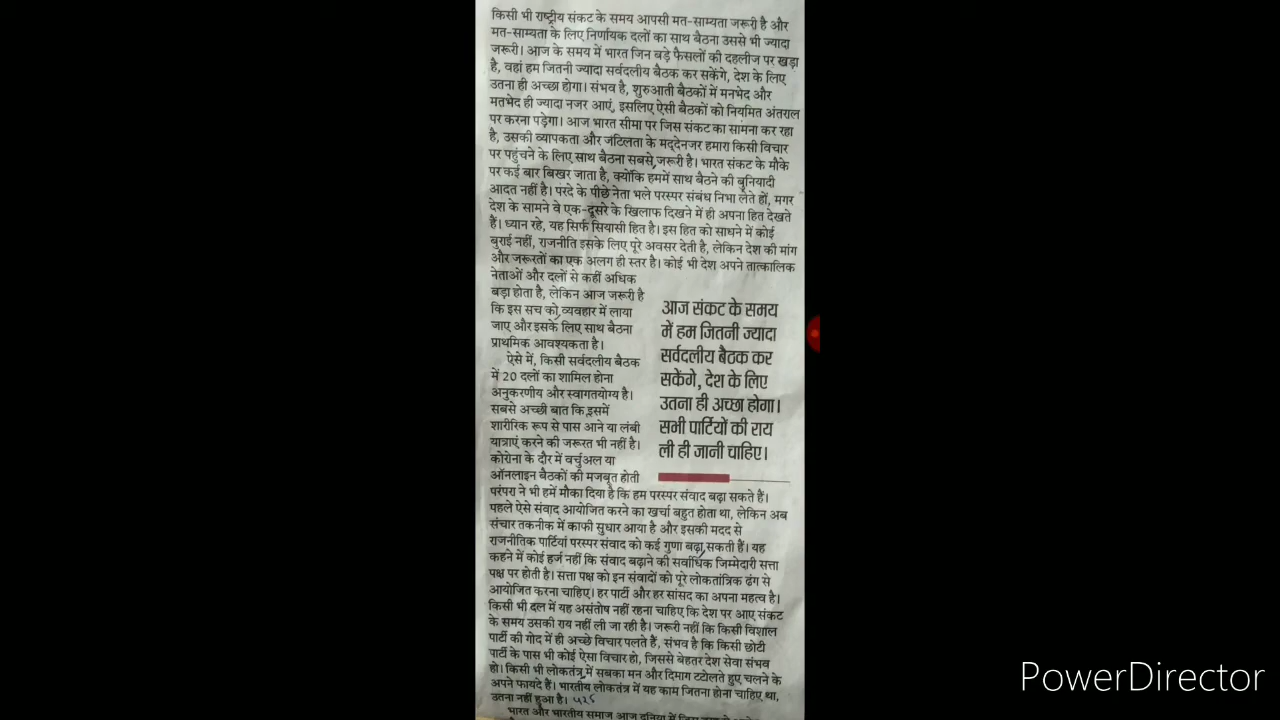 किसी भी राष्ट्रीय संकट के समय आपसी मत-साम्यता जरूरी है और
मत-साम्यता के लिए निर्णायक दलों का साथ बैठना उससे भी ज्यादा
जरूरी। आज के समय में भारत जिन बड़े फैसलों की दहलीज पर खड़ा
है, वहां हम जितनी ज्यादा सर्वदलीय बैठक कर सकेंगे, देश के लिए
उतना ही अच्छा होगा। संभव है, शुरुआती बैठकों में मनभेद और
मतभेद ही ज्यादा नजर आएं, इसलिए ऐसी बैठकों को नियमित अंतराल
पर करना पड़ेगा। आज भारत सीमा पर जिस संकट का सामना कर रहा
है, उसकी व्यापकता और जटिलता के मद्देनजर हमारा किसी विचार
पर पहुंचने के लिए साथ बैठना सबसे जरूरी है। भारत संकट के मौके
पर कई बार बिखर जाता है, क्योंकि हममें साथ बैठने की बुनियादी
आदत नहीं है। परदे के पीछे नेता भले परस्पर संबंध निभा लेते हों, मगर
देश के सामने वे एक-दूसरे के खिलाफ दिखने में ही अपना हित देखते
हैं। ध्यान रहे, यह सिर्फ सियासी हित है। इस हित को साधने में कोई
बुराई नहीं, राजनीति इसके लिए पूरे अवसर देती है, लेकिन देश की मांग
और जरूरतों का एक अलग ही स्तर है। कोई भी देश अपने तात्कालिक
नेताओं और दलों से कहीं अधिक
बड़ा होता है, लेकिन आज जरूरी है
कि इस सच को व्यवहार में लाया
जाए और इसके लिए साथ बैठना
प्राथमिक आवश्यकता है।
ऐसे में, किसी सर्वदलीय बैठक
में 20 दलों का शामिल होना
अनुकरणीय और स्वागतयोग्य है।
सबसे अच्छी बात कि इसमें
शारीरिक रूप से पास आने या लंबी
यात्राएं करने की जरूरत भी नहीं है।
कोरोना के दौर में वर्चुअल या
ऑनलाइन बैठकों की मजबूत होती
परंपरा ने भी हमें मौका दिया है कि हम परस्पर संवाद बढ़ा सकते हैं।
पहले ऐसे संवाद आयोजित करने का खर्चा बहुत होता था, लेकिन अब
संचार तकनीक में काफी सुधार आया है और इसकी मदद से
राजनीतिक पार्टियां परस्पर संवाद को कई गुणा बढ़ा सकती हैं। यह
कहने में कोई हर्ज नहीं कि संवाद बढ़ाने की सर्वाधिक जिम्मेदारी सत्ता
पक्ष पर होती है। सत्ता पक्ष को इन संवादों को पूरे लोकतांत्रिक ढंग से
आयोजित करना चाहिए। हर पार्टी और हर सांसद का अपना महत्व है।
किसी भी दल में यह असंतोष नहीं रहना चाहिए कि देश पर आए संकट
के समय उसकी राय नहीं ली जा रही है। जरूरी नहीं कि किसी विशाल
पार्टी की गोद में ही अच्छे विचार पलते हैं, संभव है कि किसी छोटी
पार्टी के पास भी कोई ऐसा विचार हो, जिससे बेहतर देश सेवा संभव
हो। किसी भी लोकतंत्र में सबका मन और दिमाग टटोलते हुए चलने के
अपने फायदे हैं। भारतीय लोकतंत्र में यह काम जितना होना चाहिए था,
उतना नहीं हुआ है। ५२६
भारत और भारतीय समाज आज दुनिया में
आज संकट के समय
में हम जितनी ज्यादा
सर्वदलीय बैठक कर
सकेंगे, देश के लिए
उतना ही अच्छा होगा।
सभी पार्टियों की राय
ली ही जानी चाहिए।
PowerDirector